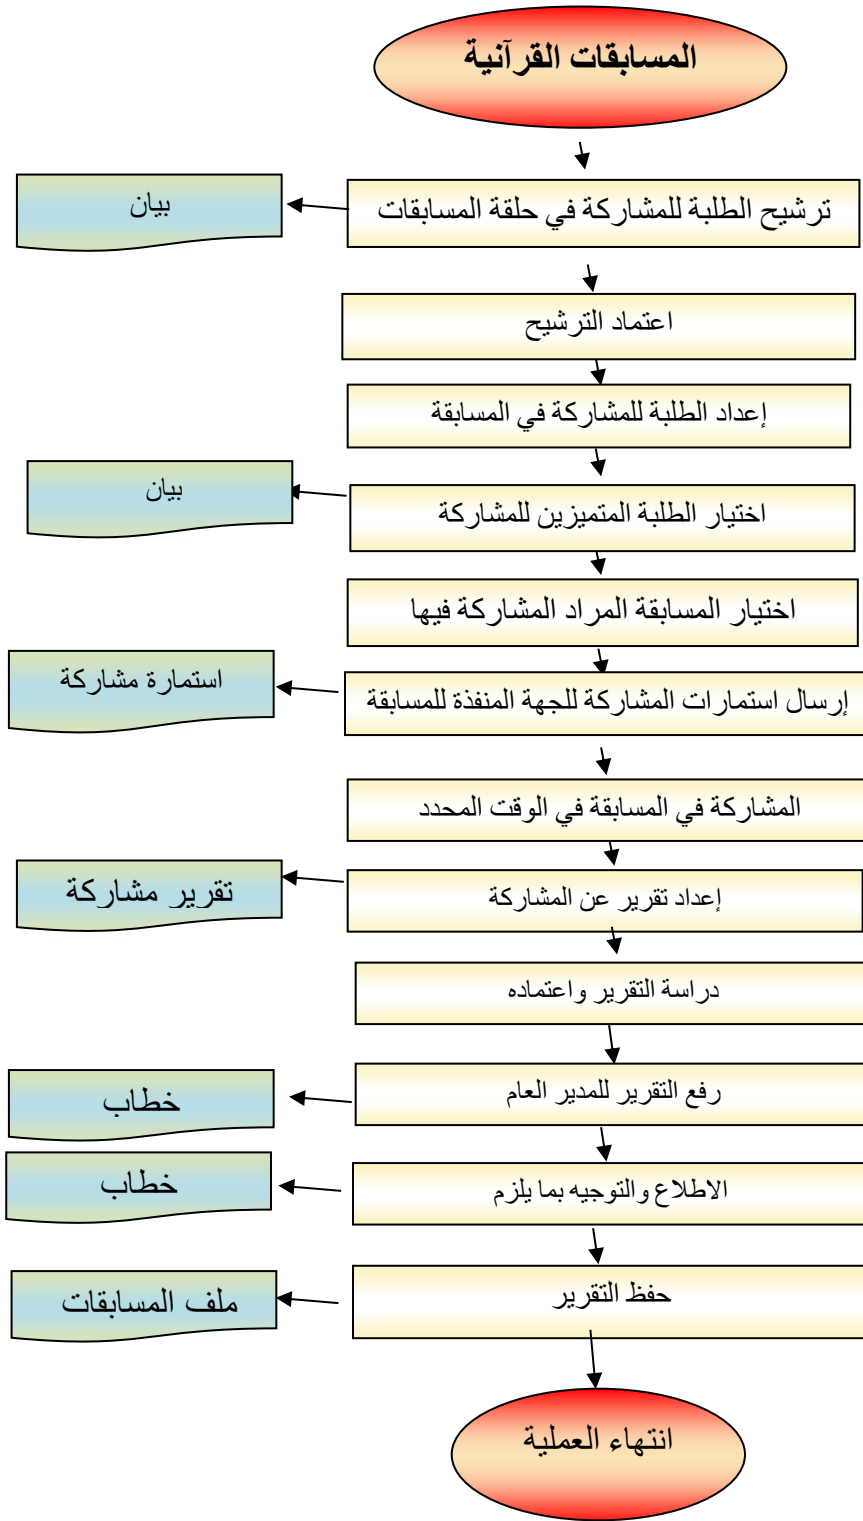 المسابقات القرآنية
ترشيح الطلبة للمشاركة في حلقة المسابقات
بيان
اعتماد الترشيح
إعداد الطلبة للمشاركة في المسابقة
اختيار الطلبة المتميزين للمشاركة
بيان
اختيار المسابقة المراد المشاركة فيها
إرسال استمارات المشاركة للجهة المنفذة للمسابقة
استمارة مشاركة
المشاركة في المسابقة في الوقت المحدد
إعداد تقرير عن المشاركة
تقرير مشاركة
دراسة التقرير واعتماده
رفع التقرير للمدير العام
خطاب
الاطلاع والتوجيه بما يلزم
خطاب
حفظ التقرير
ملف المسابقات
انتهاء العملية